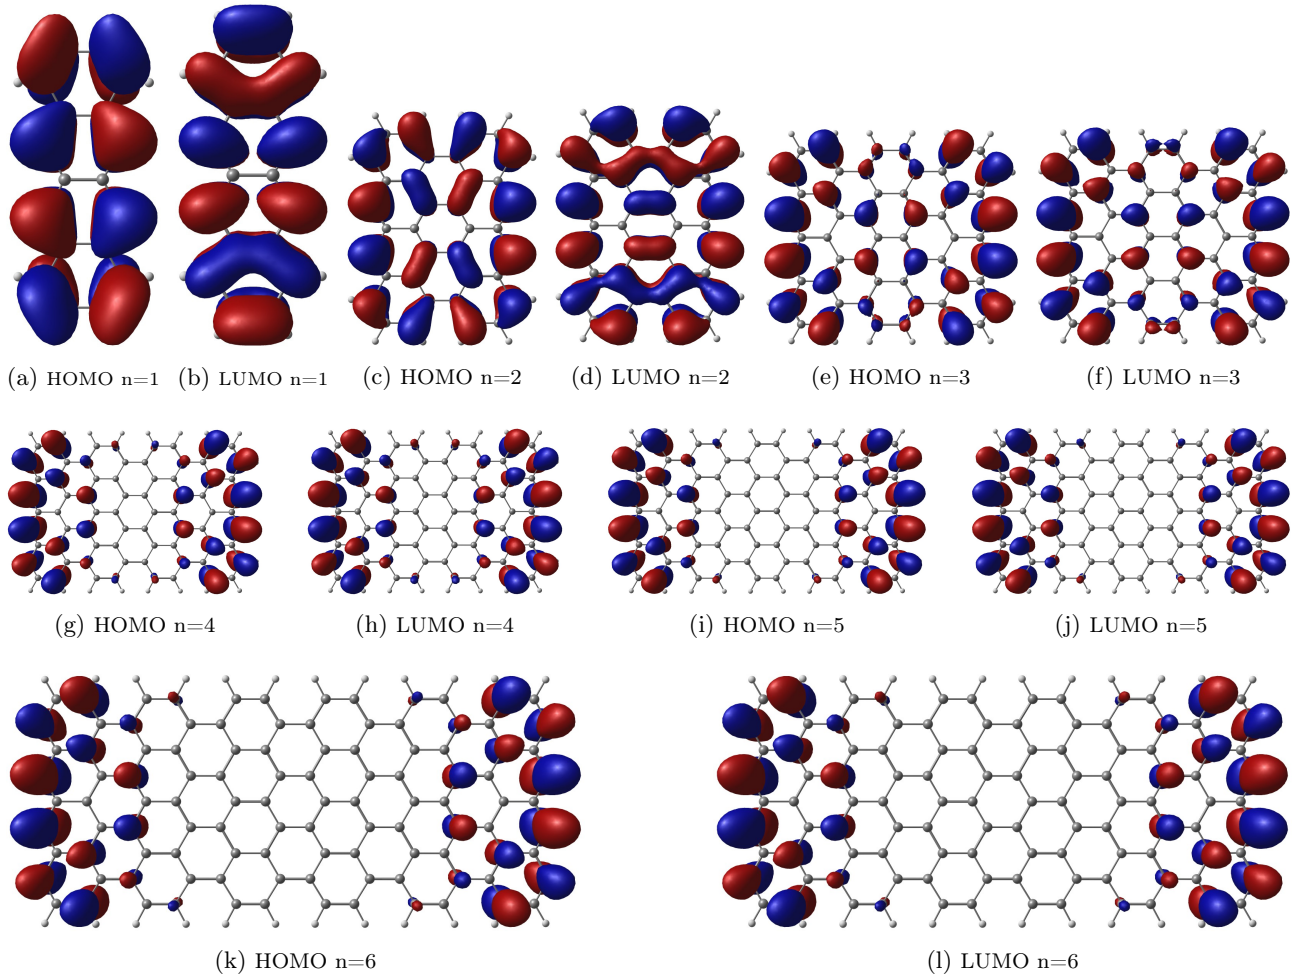 (a) HOMO n=1 (b) LUMO n=1 (c) HOMO n=2 (d) LUMO n=2 (e) HOMO n=3 (f) LUMO n=3
(g) HOMO n=4 (h) LUMO n=4 (i) HOMO n=5 (j) LUMO n=5
(k) HOMO n=6 (l) LUMO n=6